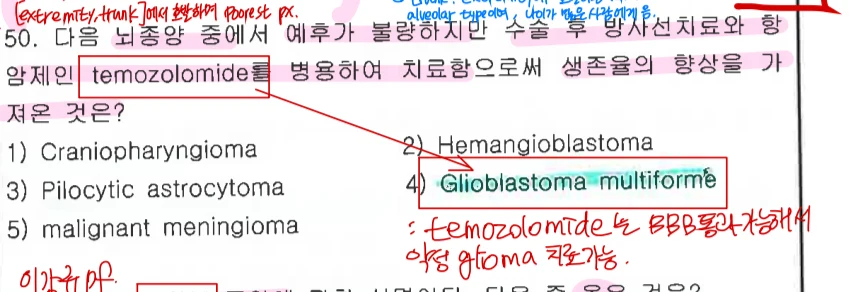 [extremity, trunk]에서 호발하며 poorest px.
alveolar type이며, 나이가 많은 사람에게 옴.
50. 다음 뇌종양 중에서 예후가 불량하지만 수술 후 방사선치료와 항
암제인 temozolomide를 병용하여 치료함으로써 생존율의 향상을 가
져온 것은?
1) Craniopharyngioma
2) Hemangioblastoma
3) Pilocytic astrocytoma
4) Glioblastoma multiforme
5) malignant meningioma
: temozolomide는 BBB통과가능해서
악성 glioma 치료가능.
pf.